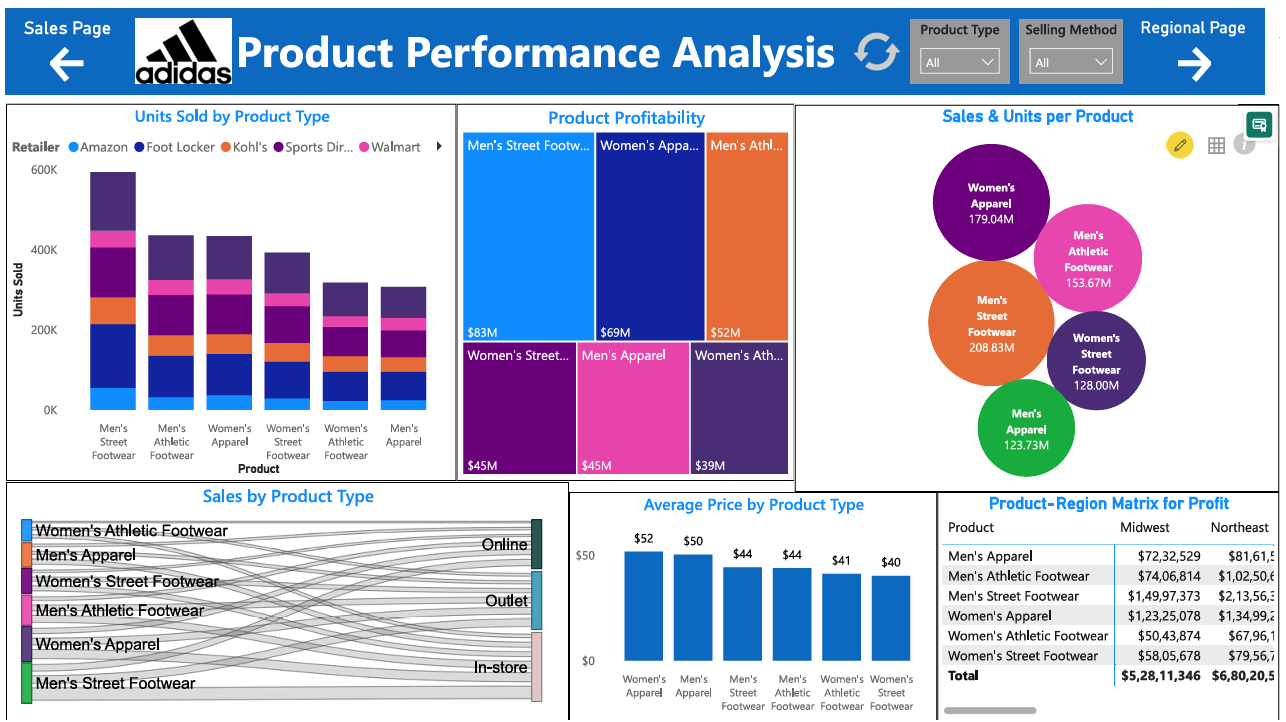 Sales Page
adidas
Product Performance Analysis
Product Type
All
Selling Method
All
Regional Page
Units Sold by Product Type
Retailer Amazon Foot Locker Kohl's Sports Dir... Walmart
Units Sold
600K
400K
200K
0K
Men's
Street
Footwear
Men's
Athletic
Footwear
Women's
Apparel
Women's
Street
Footwear
Women's
Athletic
Footwear
Men's
Apparel
Product
Product Profitability
Men's Street Footw...
$83M
Women's Appa...
$69M
Men's Athl...
$52M
Women's Street...
$45M
Men's Apparel
$45M
Women's Ath...
$39M
Sales & Units per Product
Women's
Apparel
179.04M
Men's
Athletic
Footwear
153.67M
Men's
Street
Footwear
208.83M
Women's
Street
Footwear
128.00M
Men's
Apparel
123.73M
Sales by Product Type
Women's Athletic Footwear
Men's Apparel
Women's Street Footwear
Men's Athletic Footwear
Women's Apparel
Men's Street Footwear
Online
Outlet
In-store
Average Price by Product Type
$50
$0
$52
$50
$44
$44
$41
$40
Women's
Apparel
Men's
Apparel
Men's
Street
Footwear
Men's
Athletic
Footwear
Women's
Athletic
Footwear
Women's
Street
Footwear
Product-Region Matrix for Profit
Product Midwest Northeast
Men's Apparel $72,32,529 $81,61,5
Men's Athletic Footwear $74,06,814 $1,02,50,6
Men's Street Footwear $1,49,97,373 $2,13,56,3
Women's Apparel $1,23,25,078 $1,34,99,2
Women's Athletic Footwear $50,43,874 $67,96,1
Women's Street Footwear $58,05,678 $79,56,7
Total $5,28,11,346 $6,80,20,5